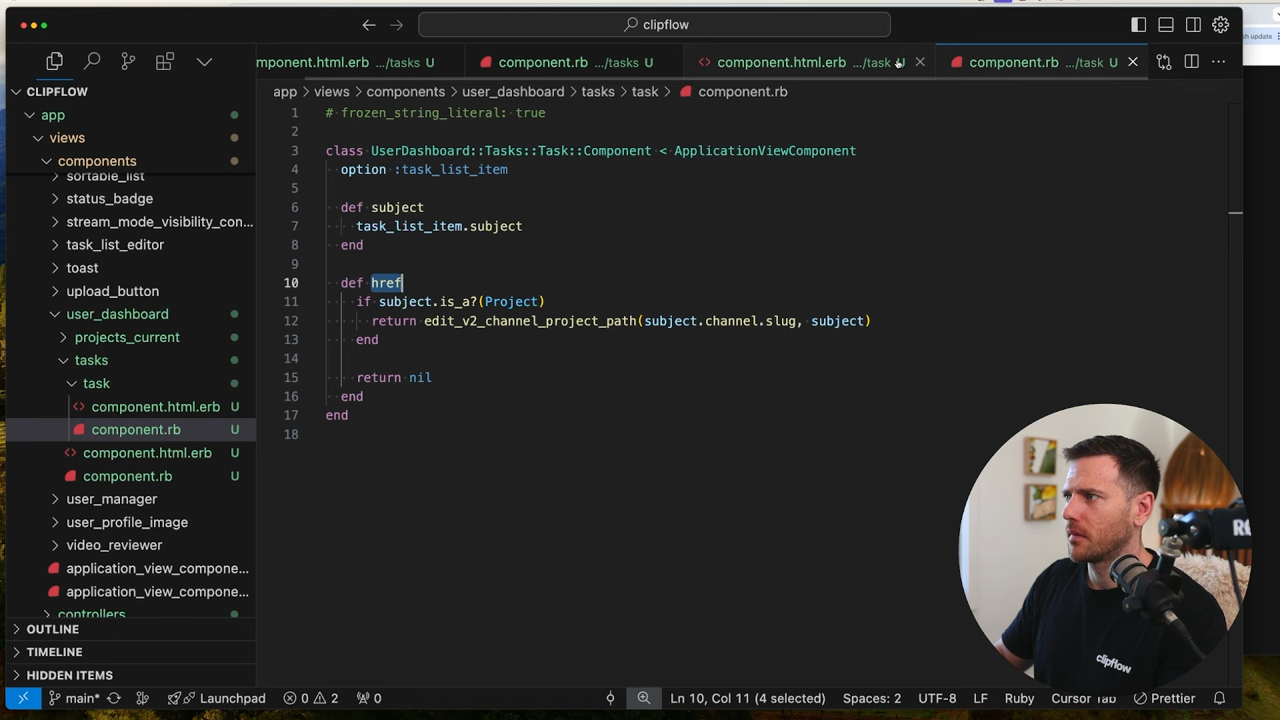 clipflow
sh update
mponent.html.erb .../tasks U
component.rb .../tasks U
component.html.erb .../task U
component.rb .../task U
CLIPFLOW
app > views > components > user_dashboard > tasks > task > component.rb
app
views
components
sortable_list
status_badge
stream_mode_visibility_con...
task_list_editor
toast
upload_button
user_dashboard
projects_current
tasks
task
component.html.erb U
component.rb U
component.html.erb U
component.rb U
user_manager
user_profile_image
video_reviewer
application_view_compone...
application_view_compone...
controllers
OUTLINE
TIMELINE
HIDDEN ITEMS
1 # frozen_string_literal: true
2
3 class UserDashboard::Tasks::Task::Component < ApplicationViewComponent
4 option :task_list_item
5
6 def subject
7 task_list_item.subject
8 end
9
10 def href
11 if subject.is_a?(Project)
12 return edit_v2_channel_project_path(subject.channel.slug, subject)
13 end
14
15 return nil
16 end
17 end
18
clipflow
main* Launchpad 0 2 0 Ln 10, Col 11 (4 selected) Spaces: 2 UTF-8 LF Ruby Cursor Tab Prettier